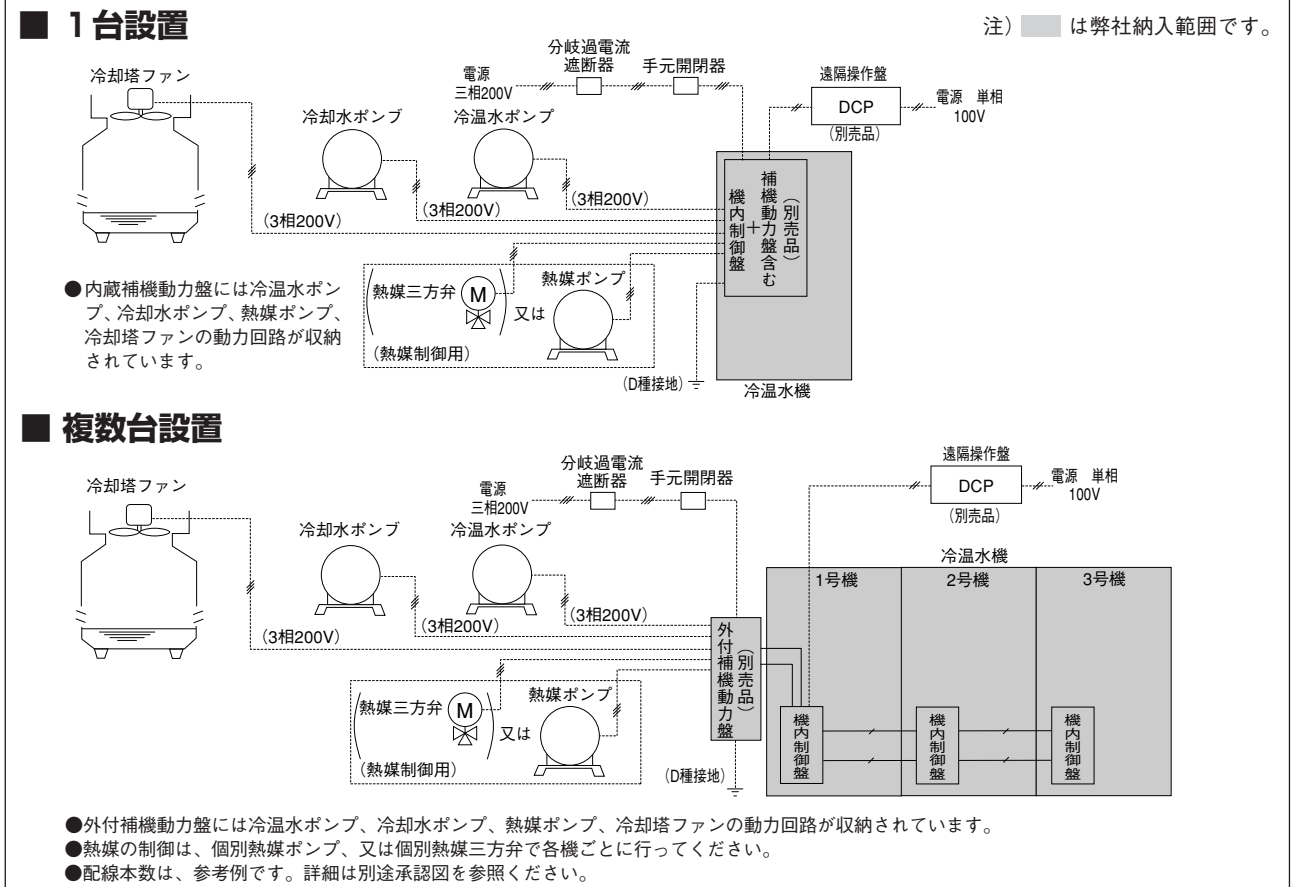 ■ 1台設置
注） は弊社納入範囲です。
冷却塔ファン
分岐過電流
遮断器
手元開閉器
電源
三相200V
遠隔操作盤
DCP
（別売品）
電源 単相
100V
冷却水ポンプ
冷温水ポンプ
（3相200V）
（3相200V）
（3相200V）
機内制御盤
＋
補機動力盤含む
（別売品）
●内蔵補機動力盤には冷温水ポン
プ、冷却水ポンプ、熱媒ポンプ、
冷却塔ファンの動力回路が収納
されています。
熱媒三方弁
M
又は
熱媒ポンプ
（熱媒制御用）
（D種接地）
冷温水機
■ 複数台設置
冷却塔ファン
分岐過電流
遮断器
手元開閉器
電源
三相200V
遠隔操作盤
DCP
（別売品）
電源 単相
100V
冷却水ポンプ
冷温水ポンプ
冷温水機
1号機
2号機
3号機
（3相200V）
（3相200V）
（3相200V）
外付補機動力盤
（別売品）
熱媒三方弁
M
又は
熱媒ポンプ
（熱媒制御用）
（D種接地）
機内制御盤
機内制御盤
機内制御盤
●外付補機動力盤には冷温水ポンプ、冷却水ポンプ、熱媒ポンプ、冷却塔ファンの動力回路が収納されています。
●熱媒の制御は、個別熱媒ポンプ、又は個別熱媒三方弁で各機ごとに行ってください。
●配線本数は、参考例です。詳細は別途承認図を参照ください。